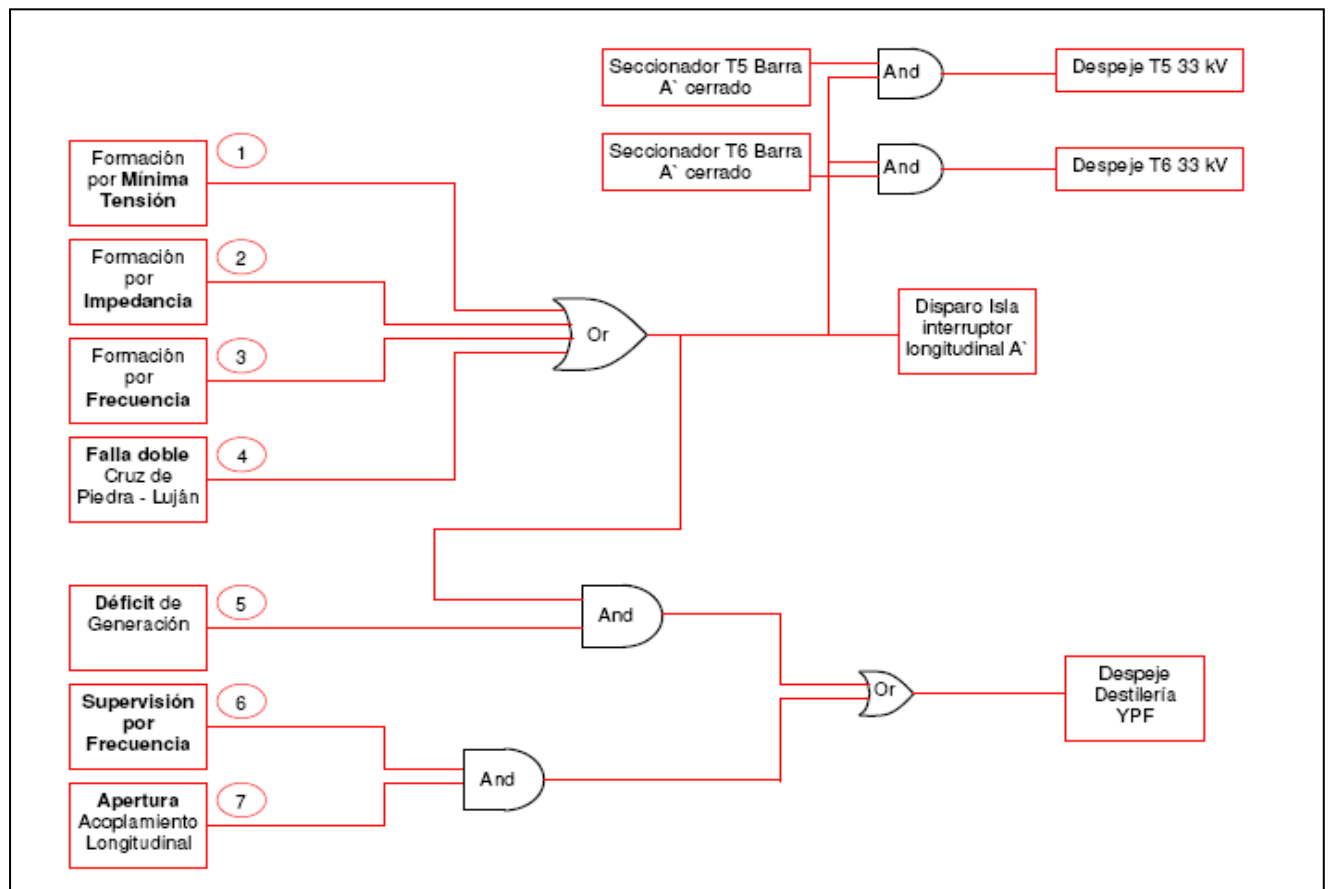 Seccionador T5 Barra
A` cerrado
And
Despeje T5 33 kV
Seccionador T6 Barra
A` cerrado
And
Despeje T6 33 kV
Formación
por Mínima
Tensión
1
Formación
por
Impedancia
2
Formación
por
Frecuencia
3
Falla doble
Cruz de
Piedra - Luján
4
Or
Disparo Isla
interruptor
longitudinal A`
Déficit de
Generación
5
And
Supervisión
por
Frecuencia
6
Apertura
Acoplamiento
Longitudinal
7
And
Or
Despeje
Destilería
YPF